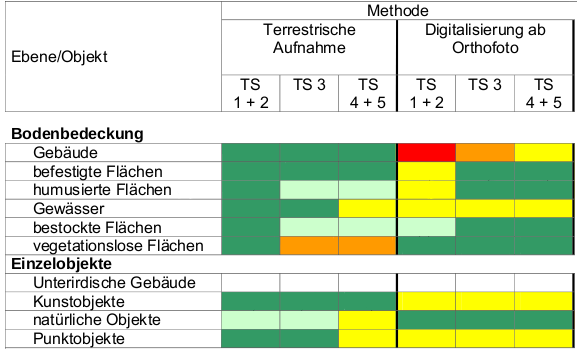 Methode
Ebene/Objekt
Terrestrische Aufnahme
Digitalisierung ab Orthofoto
TS 1 + 2
TS 3
TS 4 + 5
TS 1 + 2
TS 3
TS 4 + 5
Bodenbedeckung
Gebäude
befestigte Flächen
humusierte Flächen
Gewässer
bestockte Flächen
vegetationslose Flächen
Einzelobjekte
Unterirdische Gebäude
Kunstobjekte
natürliche Objekte
Punktobjekte